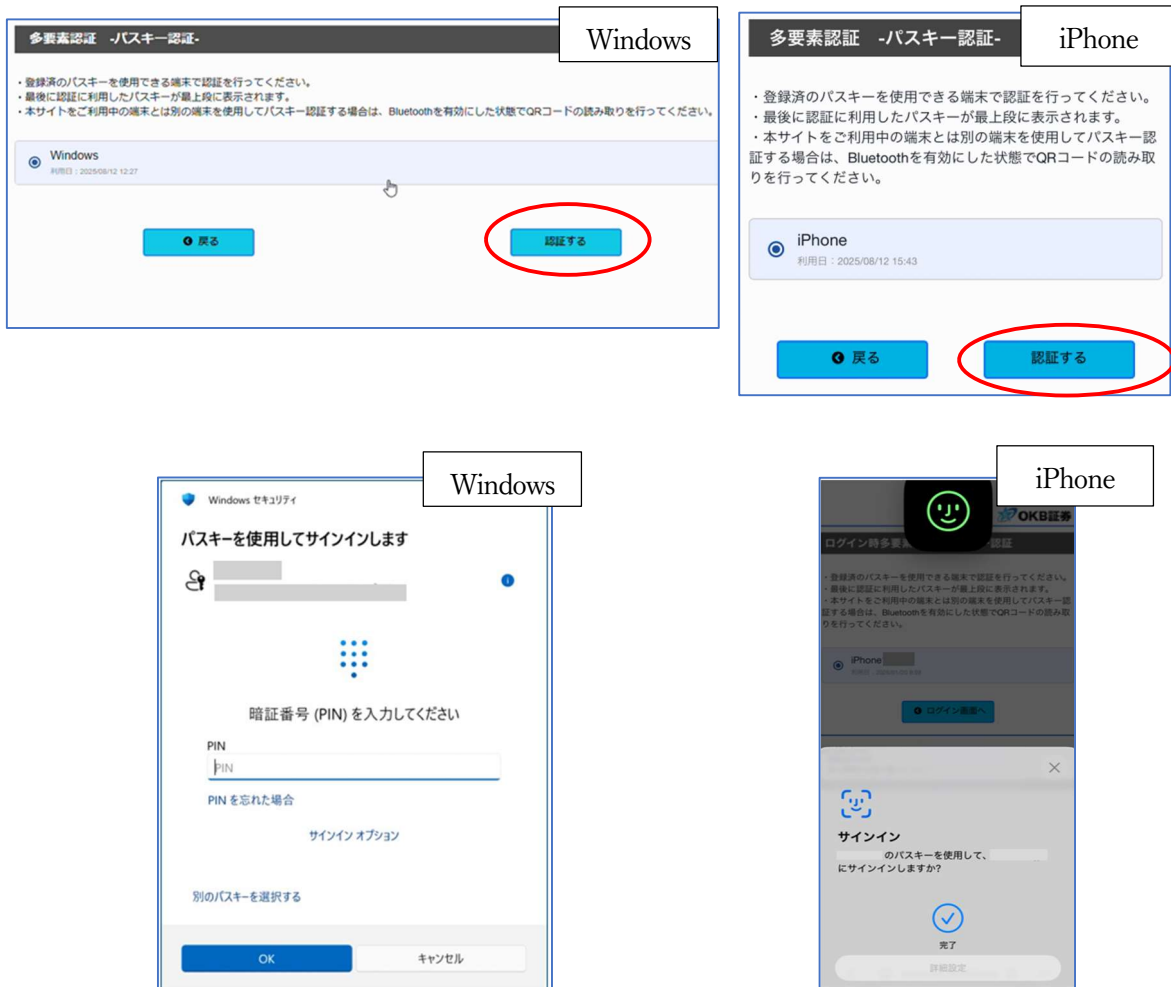 多要素認証 -パスキー認証-
Windows
・登録済のパスキーを使用できる端末で認証を行ってください。
・最後に認証に利用したパスキーが最上段に表示されます。
・本サイトをご利用中の端末とは別の端末を使用してパスキー認証する場合は、Bluetoothを有効にした状態でQRコードの読み取りを行ってください。
Windows
利用日：2025/08/12 12:27
戻る
認証する
多要素認証 -パスキー認証-
iPhone
・登録済のパスキーを使用できる端末で認証を行ってください。
・最後に認証に利用したパスキーが最上段に表示されます。
・本サイトをご利用中の端末とは別の端末を使用してパスキー認
証する場合は、Bluetoothを有効にした状態でQRコードの読み取
りを行ってください。
iPhone
利用日：2025/08/12 15:43
戻る
認証する
Windows
Windows セキュリティ
パスキーを使用してサインインします
暗証番号 (PIN) を入力してください
PIN
PIN
PIN を忘れた場合
サインイン オプション
別のパスキーを選択する
OK
キャンセル
iPhone
OKB証券
ログイン時多要 認証
・登録済のパスキーを使用できる端末で認証を行ってください。
・最後に認証に利用したパスキーが最上段に表示されます。
・本サイトをご利用中の端末とは別の端末を使用してパスキー認
証する場合は、Bluetoothを有効にした状態でQRコードの読み取
りを行ってください。
iPhone
ログイン画面へ
サインイン
のパスキーを使用して、
にサインインしますか?
完了
詳細設定